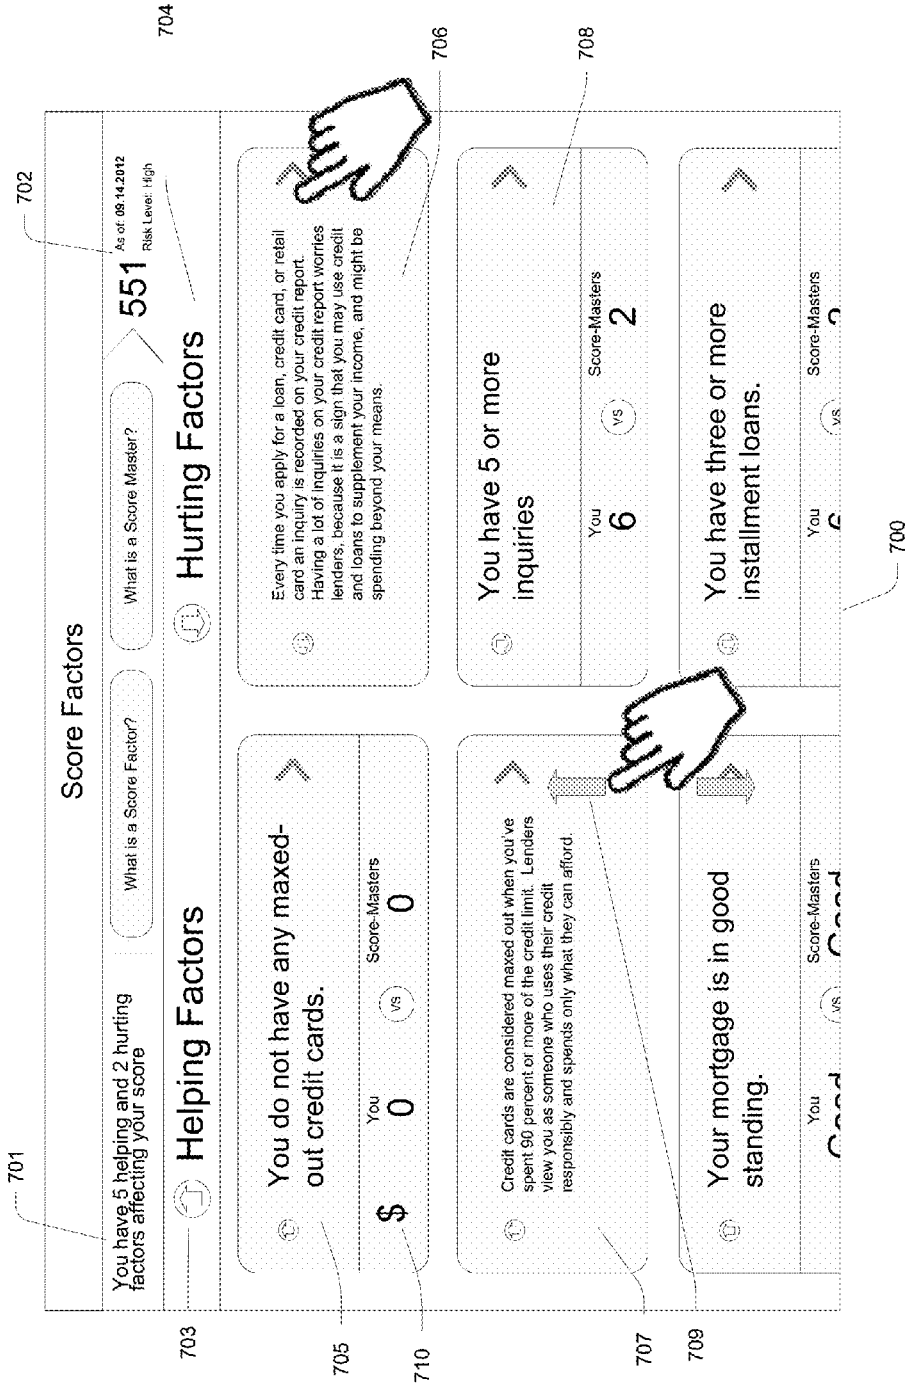 702
704
701
Score Factors
You have 5 helping and 2 hurting
factors affecting your score
What is a Score Factor?
What is a Score Master?
551
As of: 09.14.2012
Risk Level: High
703
Helping Factors
Hurting Factors
705
You do not have any maxed-
out credit cards.
You
Score-Masters
$
0
vs
0
710
Every time you apply for a loan, credit card, or retail
card an inquiry is recorded on your credit report.
Having a lot of inquiries on your credit report worries
lenders, because it is a sign that you may use credit
and loans to supplement your income, and might be
spending beyond your means.
706
Credit cards are considered maxed out when you've
spent 90 percent or more of the credit limit. Lenders
view you as someone who uses their credit
responsibly and spends only what they can afford.
707
709
You have 5 or more
inquiries
You
Score-Masters
6
vs
2
708
Your mortgage is in good
standing.
You
Score-Masters
Good
vs
Good
You have three or more
installment loans.
You
Score-Masters
vs
700